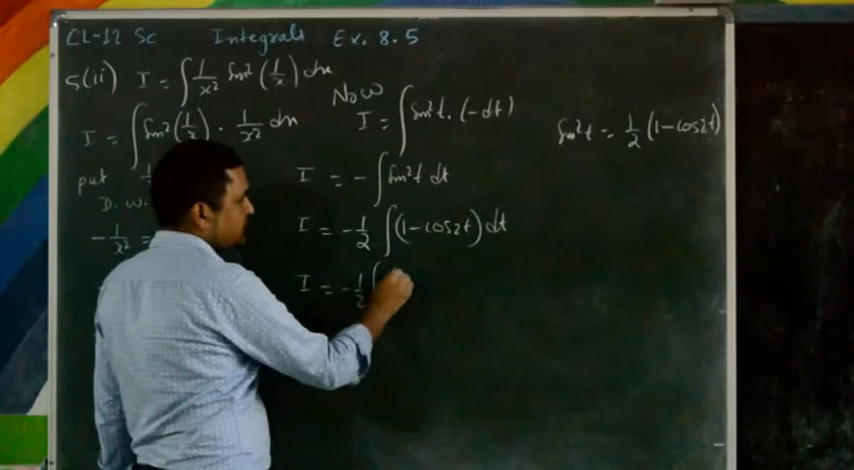 CL-12 Sc Integrals Ex. 8.5
5(ii) I = ∫ 1/x² Sin² (1/x) dx
I = ∫ Sin² (1/x) · 1/x² dx
put 1
D. W.
-1/x² =
Now
I = ∫ Sin²t. (-dt)
I = - ∫ Sin²t dt
I = -1/2 ∫ (1-cos2t) dt
I = -1/2 (
Sin²t = 1/2 (1-cos2t)